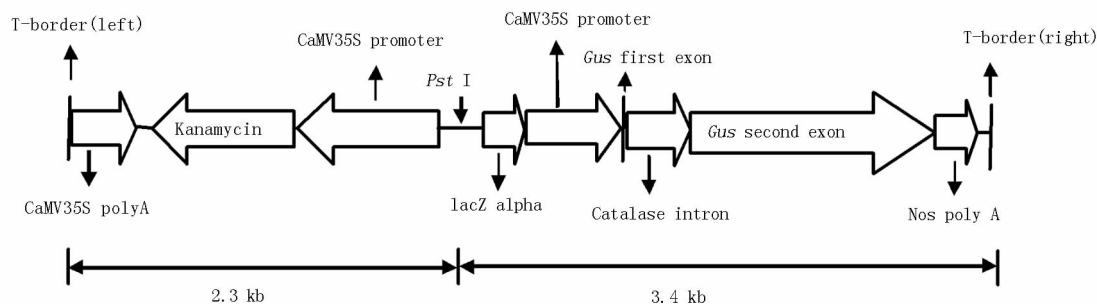 T-border(left)
CaMV35S promoter
CaMV35S promoter
T-border(right)
Gus first exon
Pst I
Kanamycin
Gus second exon
CaMV35S polyA
lacZ alpha
Catalase intron
Nos poly A
2.3 kb
3.4 kb